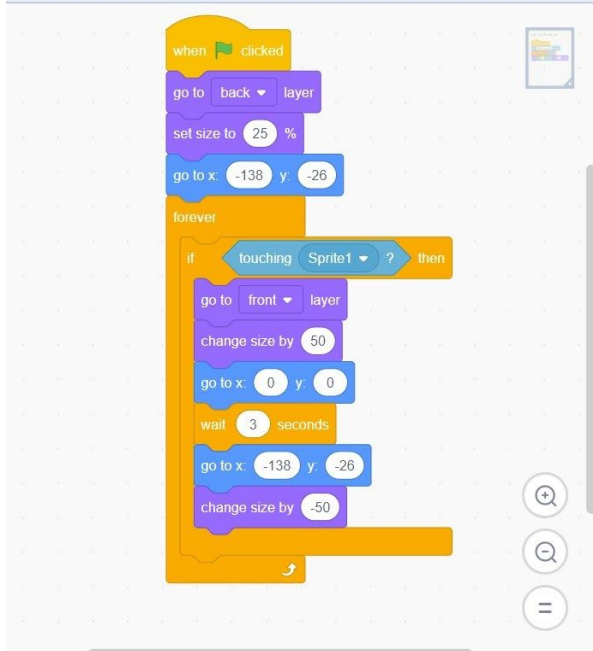 when clicked
go to back layer
set size to 25 %
go to x: -138 y: -26
forever
if touching Sprite1 ? then
go to front layer
change size by 50
go to x: 0 y: 0
wait 3 seconds
go to x: -138 y: -26
change size by -50
=